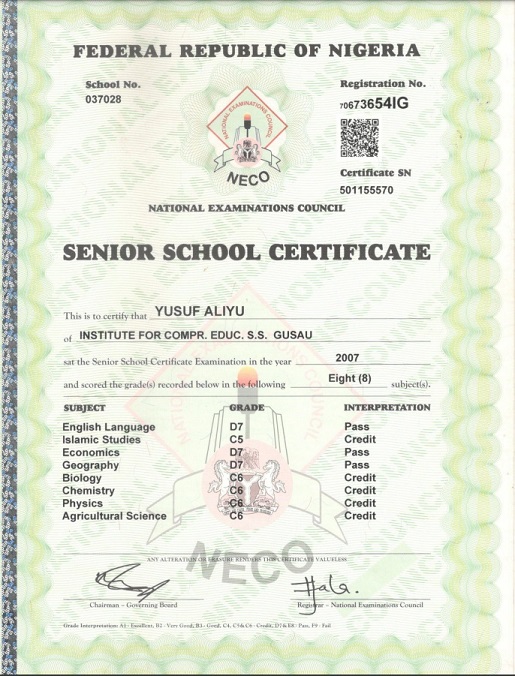 FEDERAL REPUBLIC OF NIGERIA
School No.
037028
Registration No.
70673654IG
NATIONAL EXAMINATIONS COUNCIL
NECO
Certificate SN
501155570
NATIONAL EXAMINATIONS COUNCIL
SENIOR SCHOOL CERTIFICATE
This is to certify that YUSUF ALIYU
of INSTITUTE FOR COMPR. EDUC. S.S. GUSAU
sat the Senior School Certificate Examination in the year 2007
and scored the grade(s) recorded below in the following Eight (8) subject(s).
SUBJECT GRADE INTERPRETATION
English Language D7 Pass
Islamic Studies C5 Credit
Economics D7 Pass
Geography D7 Pass
Biology C6 Credit
Chemistry C6 Credit
Physics C6 Credit
Agricultural Science C6 Credit
NECO
ANY ALTERATION OR ERASURE RENDERS THIS CERTIFICATE VALUELESS
Chairman - Governing Board
Registrar - National Examinations Council
Grade Interpretation: A1 - Excellent, B2 - Very Good, B3 - Good, C4, C5 & C6 - Credit, D7 & E8 - Pass, F9 - Fail